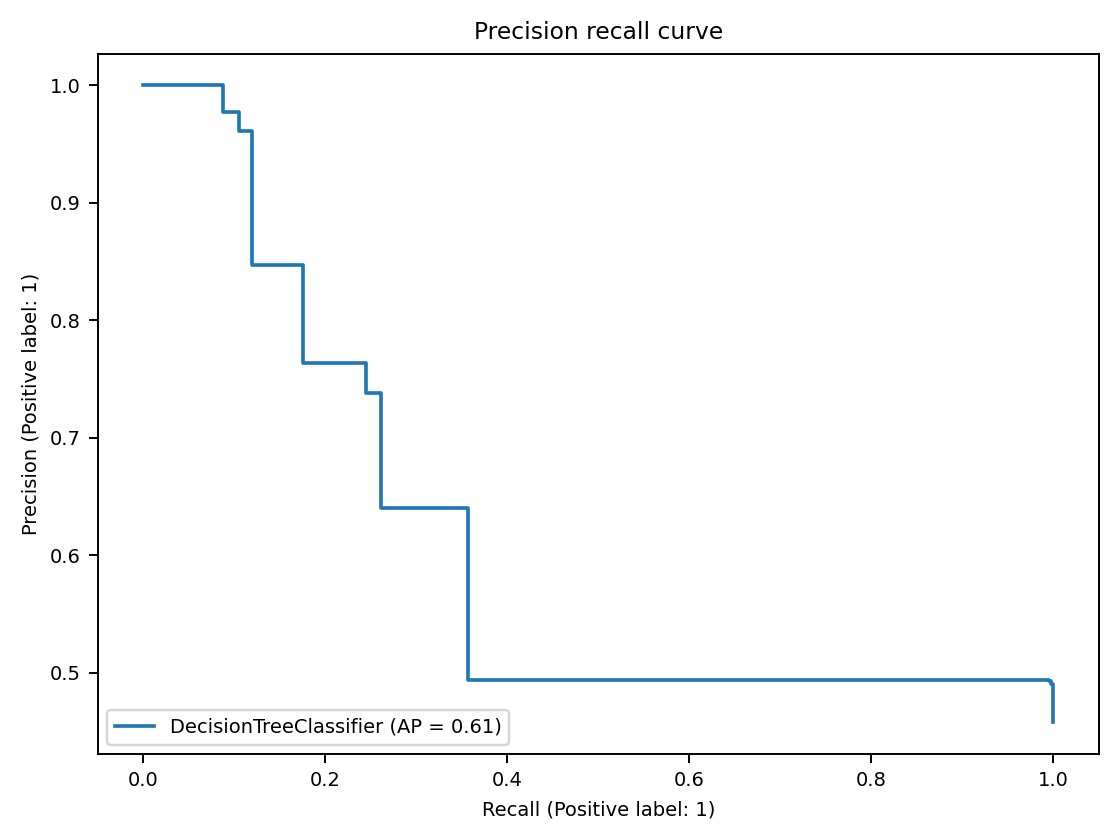 Precision recall curve
Precision (Positive label: 1)
1.0
0.9
0.8
0.7
0.6
0.5
DecisionTreeClassifier (AP = 0.61)
0.0 0.2 0.4 0.6 0.8 1.0
Recall (Positive label: 1)